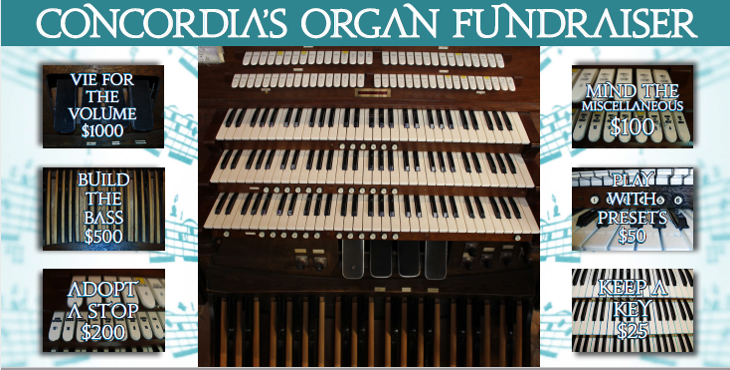 CONCORDIA'S ORGAN FUNDRAISER
VIE FOR
THE
VOLUME
$1000
BUILD
THE
BASS
$500
ADOPT
A STOP
$200
MIND THE
MISCELLANEOUS
$100
PLAY
WITH
PRESETS
$50
KEEP A
KEY
$25